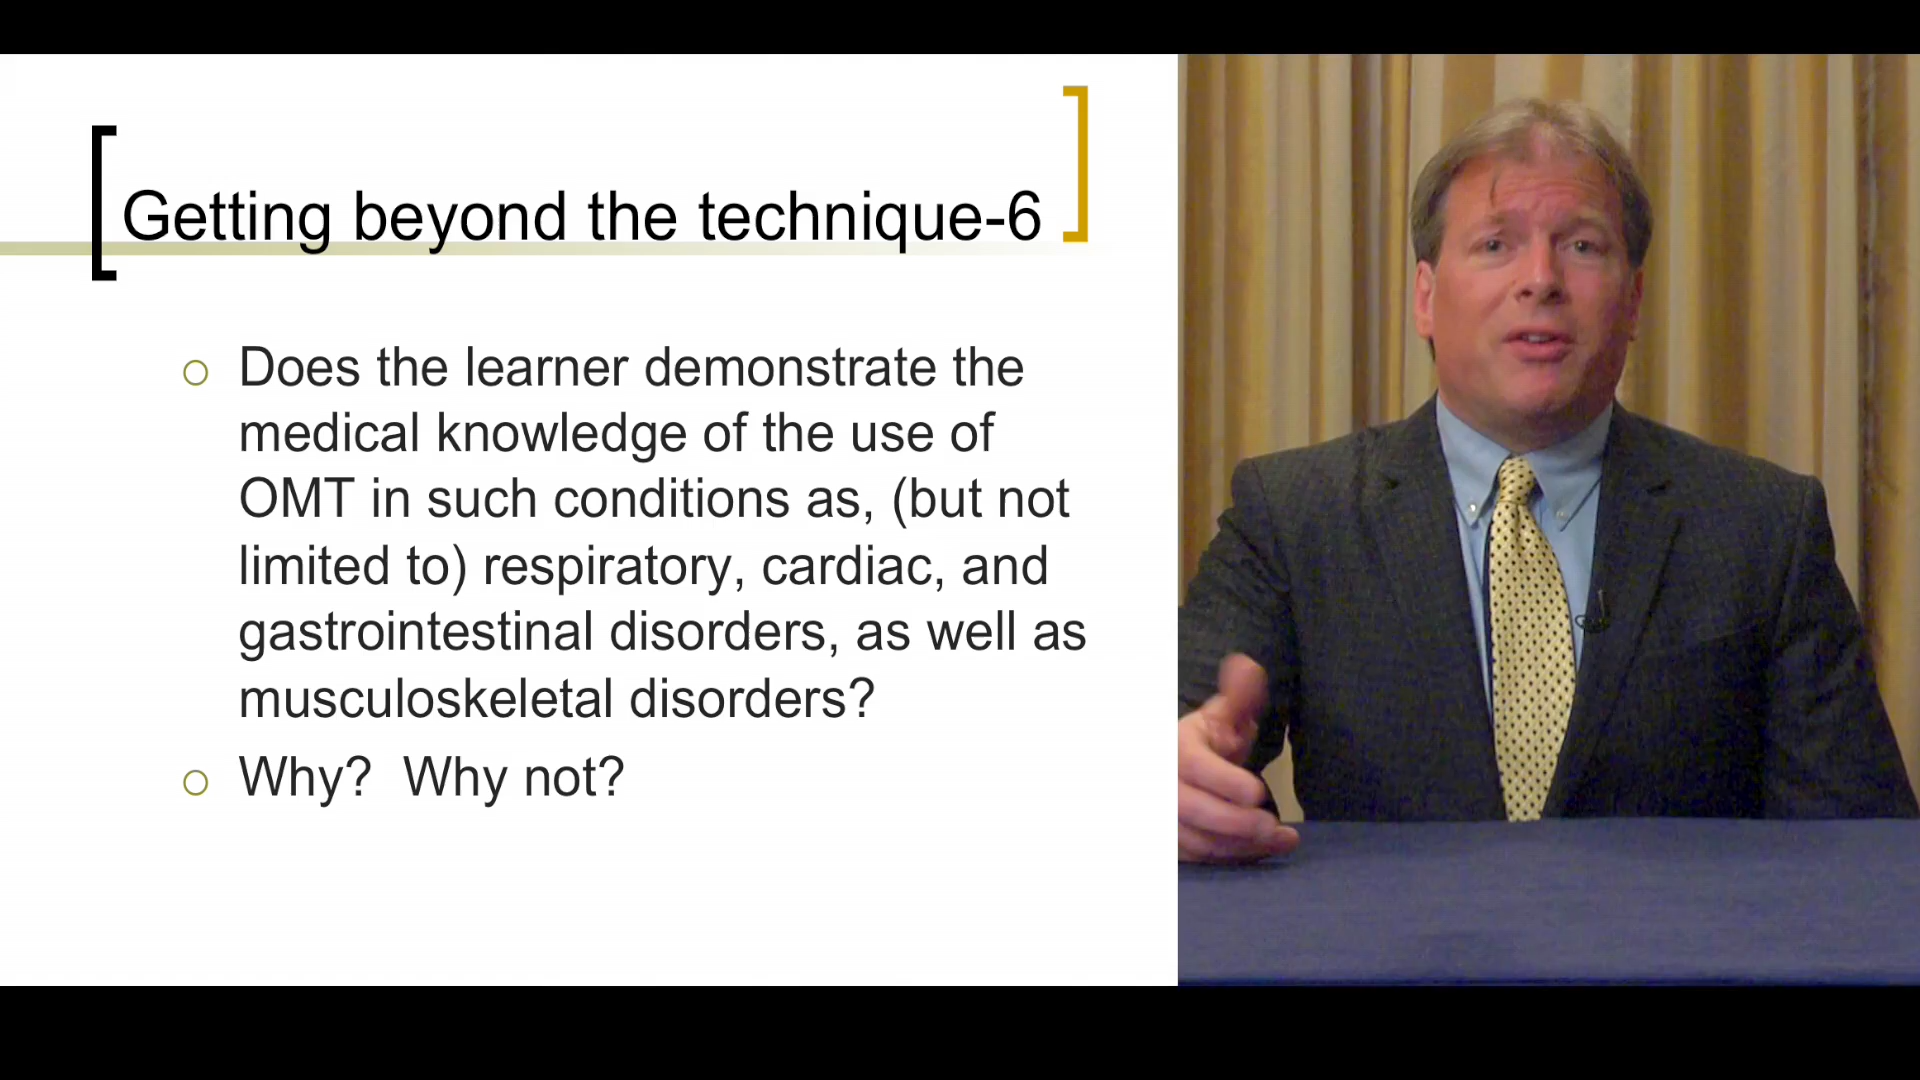 Getting beyond the technique-6
Does the learner demonstrate the
medical knowledge of the use of
OMT in such conditions as, (but not
limited to) respiratory, cardiac, and
gastrointestinal disorders, as well as
musculoskeletal disorders?
Why?  Why not?